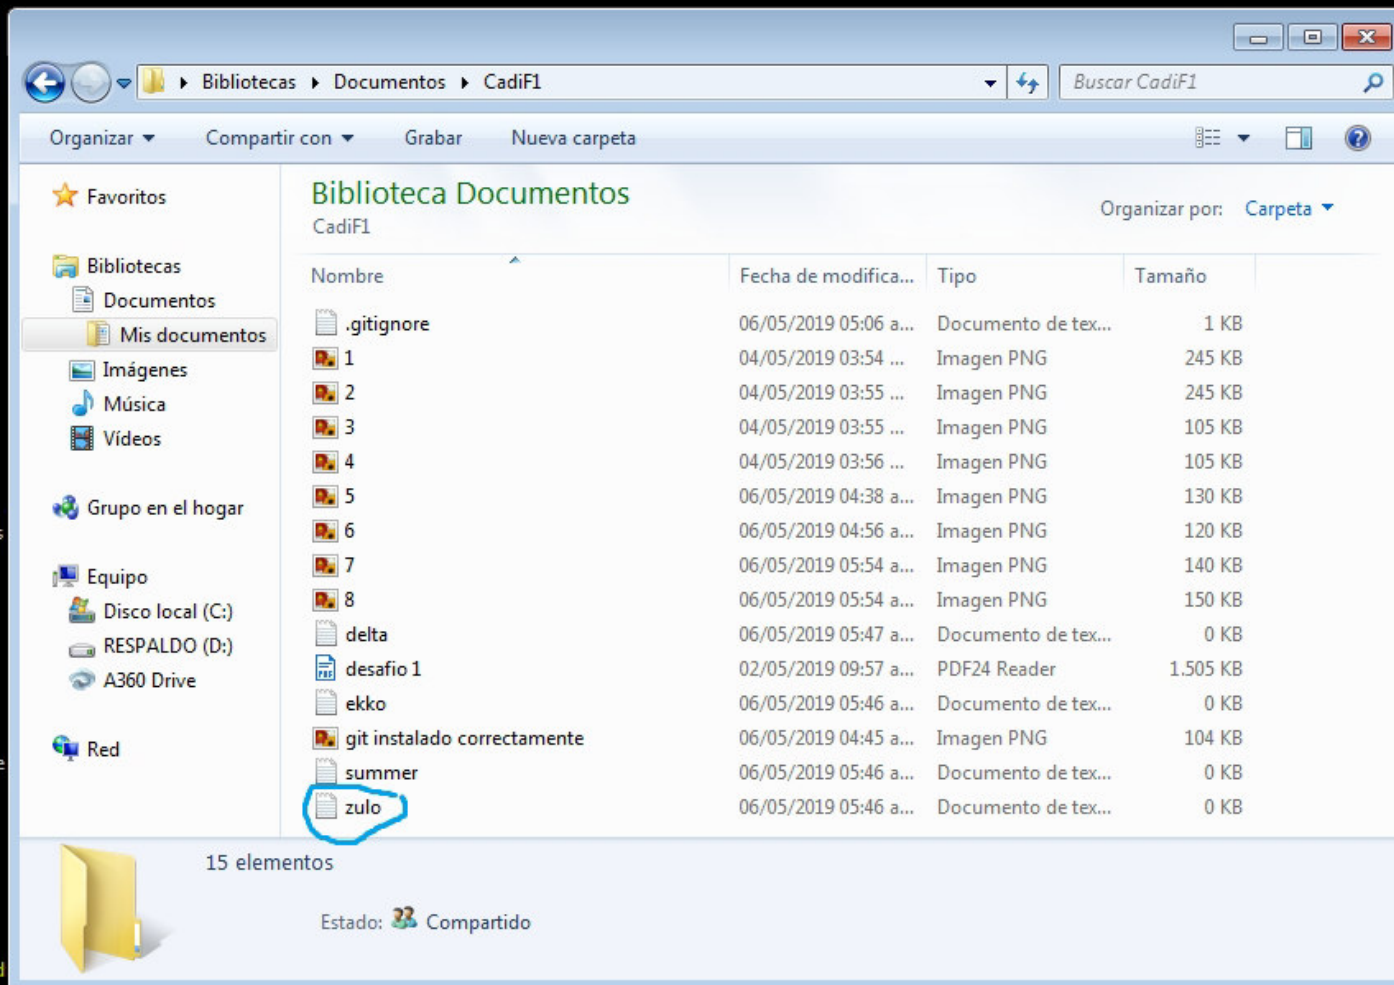 Bibliotecas Documentos CadiF1
Buscar CadiF1
Organizar Compartir con Grabar Nueva carpeta
Favoritos
Bibliotecas
Documentos
Mis documentos
Imágenes
Música
Vídeos
Grupo en el hogar
Equipo
Disco local (C:)
RESPALDO (D:)
A360 Drive
Red
Biblioteca Documentos
CadiF1
Organizar por: Carpeta
Nombre Fecha de modifica... Tipo Tamaño
.gitignore 06/05/2019 05:06 a... Documento de tex... 1 KB
1 04/05/2019 03:54 ... Imagen PNG 245 KB
2 04/05/2019 03:55 ... Imagen PNG 245 KB
3 04/05/2019 03:55 ... Imagen PNG 105 KB
4 04/05/2019 03:56 ... Imagen PNG 105 KB
5 06/05/2019 04:38 a... Imagen PNG 130 KB
6 06/05/2019 04:56 a... Imagen PNG 120 KB
7 06/05/2019 05:54 a... Imagen PNG 140 KB
8 06/05/2019 05:54 a... Imagen PNG 150 KB
delta 06/05/2019 05:47 a... Documento de tex... 0 KB
desafio 1 02/05/2019 09:57 a... PDF24 Reader 1.505 KB
ekko 06/05/2019 05:46 a... Documento de tex... 0 KB
git instalado correctamente 06/05/2019 04:45 a... Imagen PNG 104 KB
summer 06/05/2019 05:46 a... Documento de tex... 0 KB
zulo 06/05/2019 05:46 a... Documento de tex... 0 KB
15 elementos
Estado: Compartido